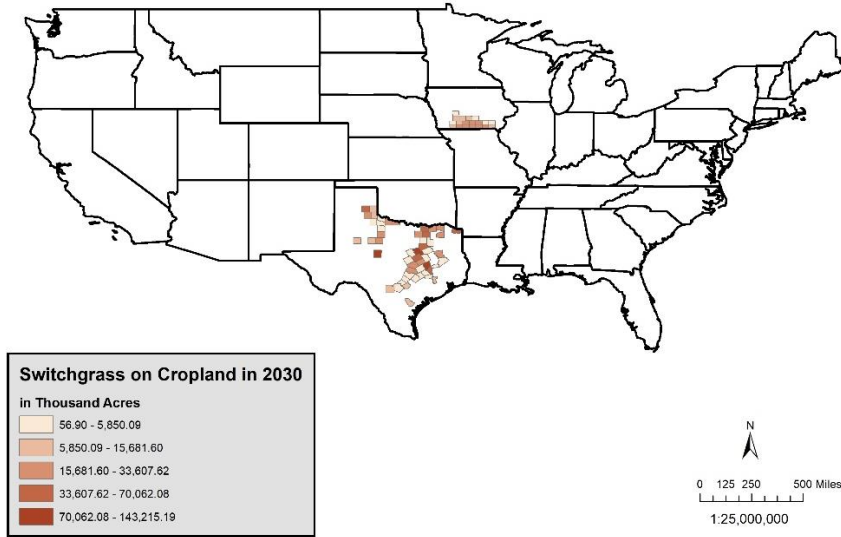 Switchgrass on Cropland in 2030
in Thousand Acres
56.90 - 5,850.09
5,850.09 - 15,681.60
15,681.60 - 33,607.62
33,607.62 - 70,062.08
70,062.08 - 143,215.19
N
0 125 250 500 Miles
1:25,000,000